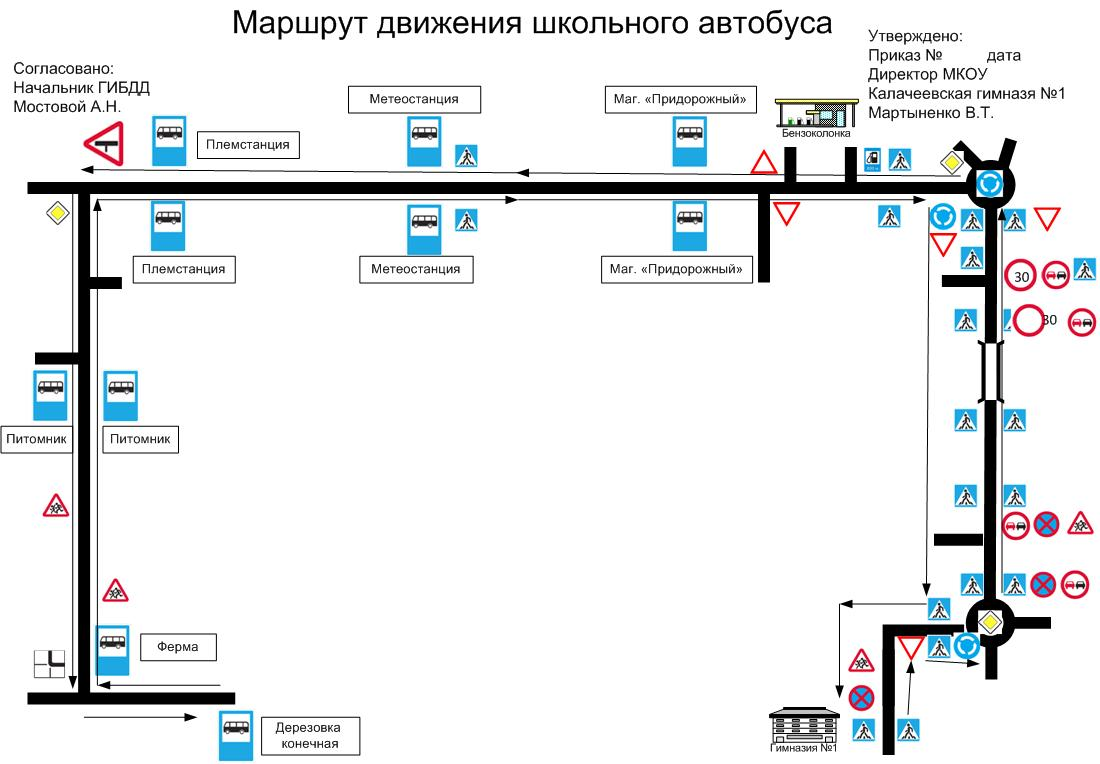 Маршрут движения школьного автобуса
Утверждено:
Приказ № дата
Директор МКОУ
Калачеевская гимназя №1
Мартыненко В.Т.
Согласовано:
Начальник ГИБДД
Мостовой А.Н.
Племстанция
Метеостанция
Маг. «Придорожный»
Бензоколонка
Племстанция
Метеостанция
Маг. «Придорожный»
30
30
Питомник
Питомник
Ферма
Дерезовка
конечная
Гимназия №1